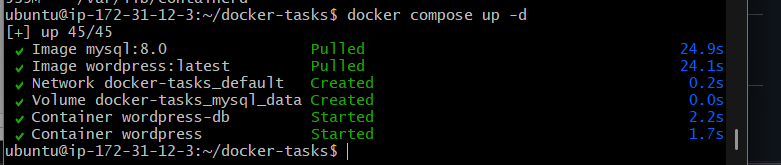 ubuntu@ip-172-31-12-3:~/docker-tasks$ docker compose up -d
[+] up 45/45
✔ Image mysql:8.0 Pulled 24.9s
✔ Image wordpress:latest Pulled 24.1s
✔ Network docker-tasks_default Created 0.2s
✔ Volume docker-tasks_mysql_data Created 0.0s
✔ Container wordpress-db Started 2.2s
✔ Container wordpress Started 1.7s
ubuntu@ip-172-31-12-3:~/docker-tasks$